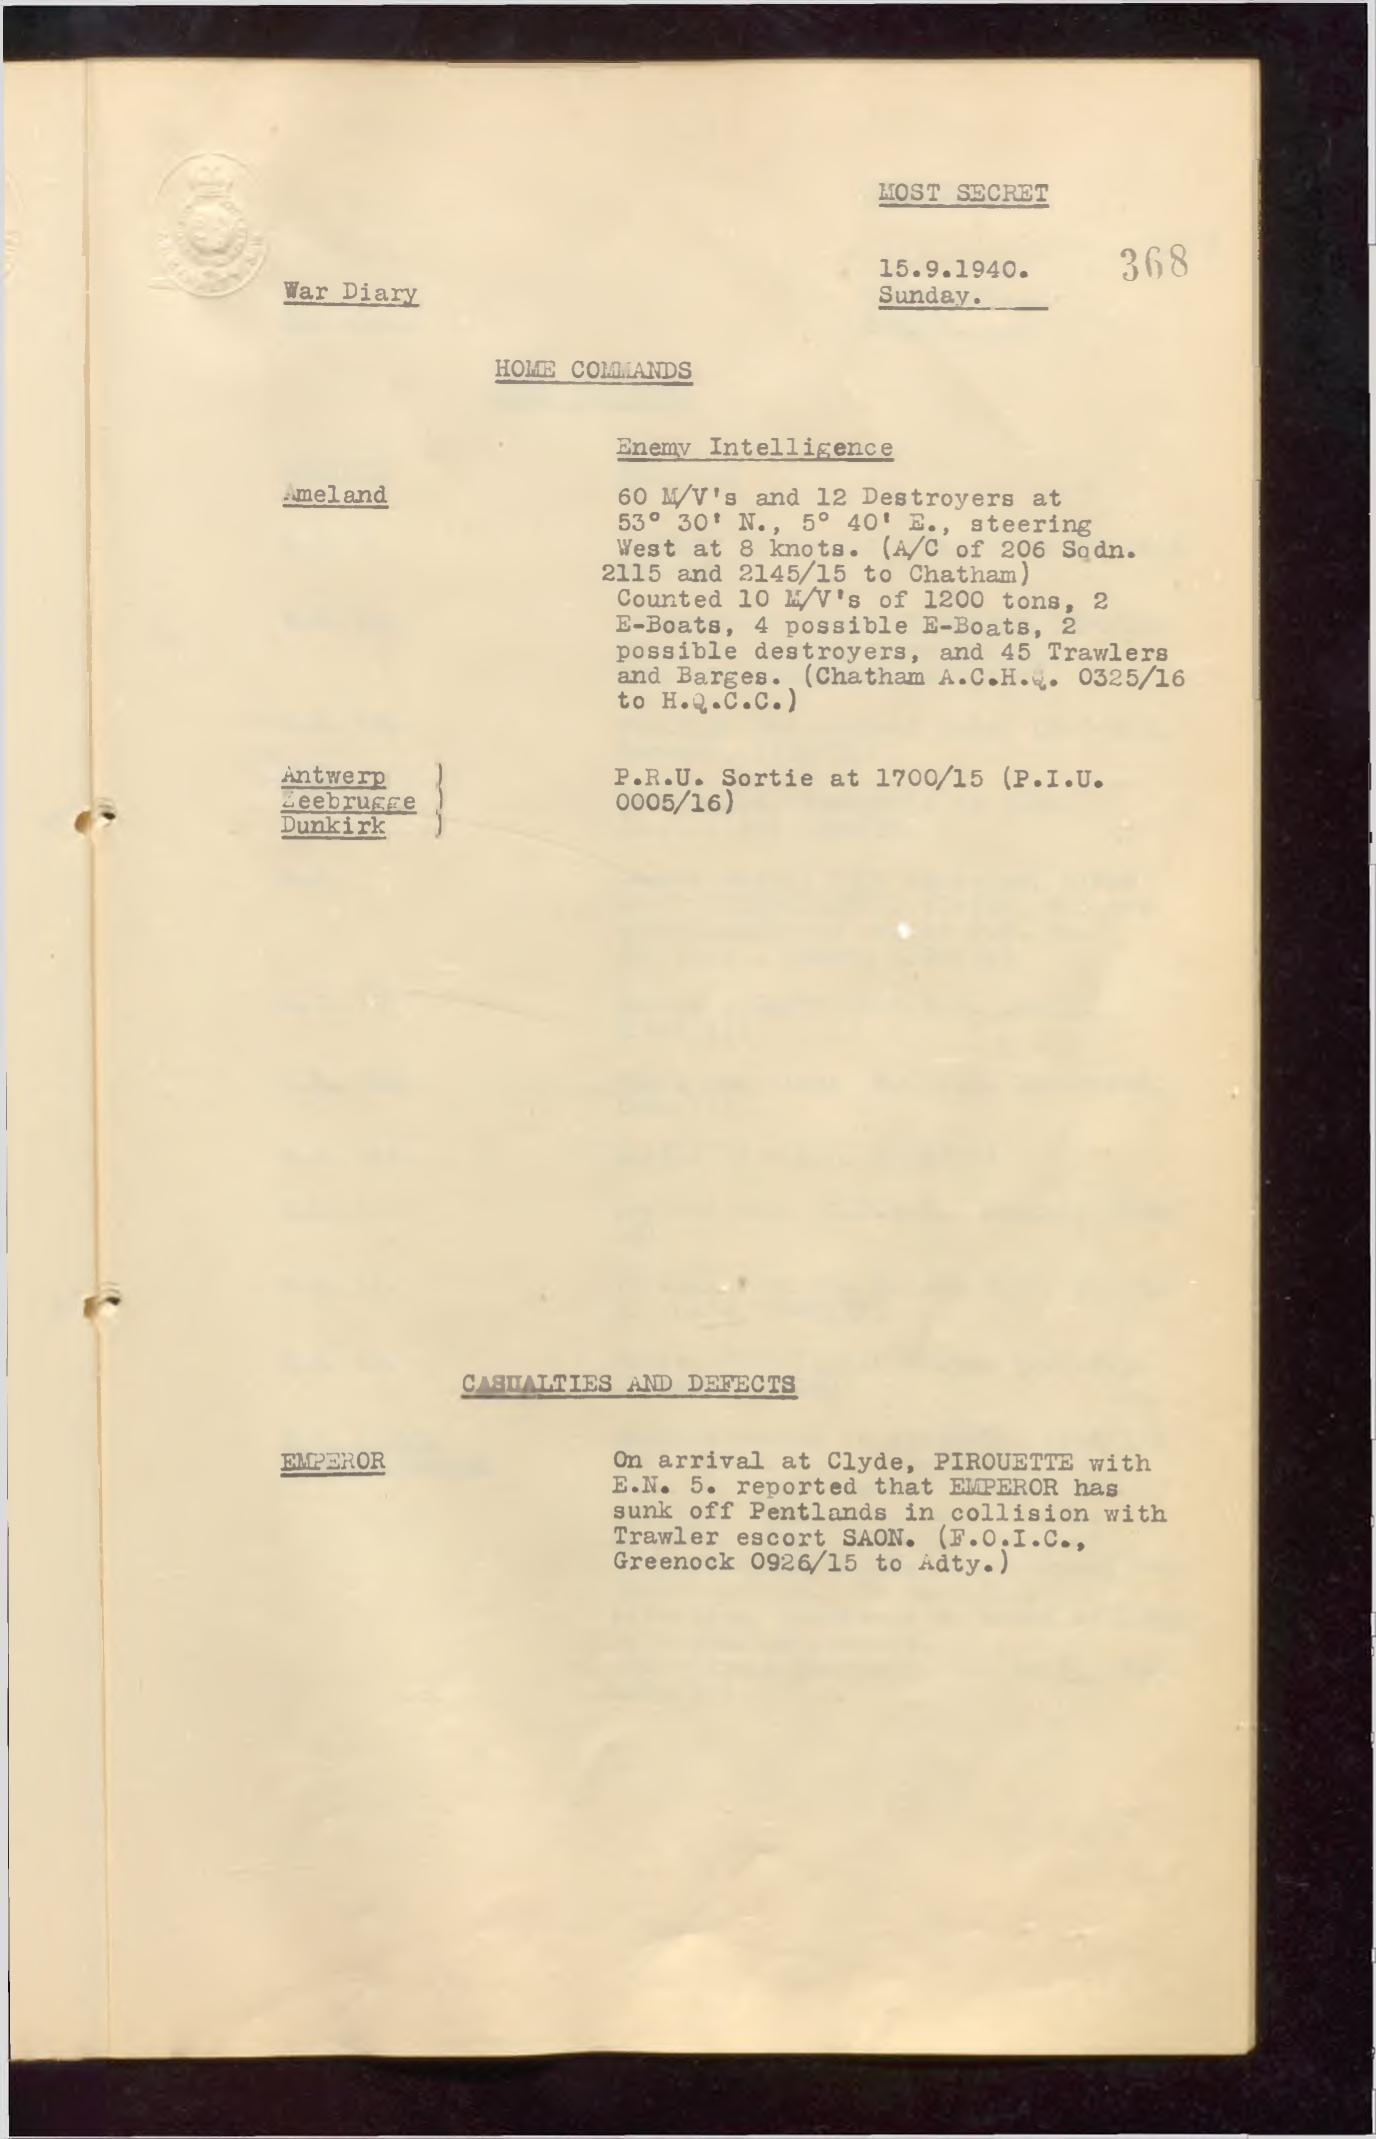 MOST SECRET
15.9.1940.
368
Sunday.
War Diary
HOME COMMANDS
Enemy Intelligence
Ameland
60 M/V's and 12 Destroyers at
53° 30' N., 5° 40' E., steering
West at 8 knots. (A/C of 206 Sqdn.
2115 and 2145/15 to Chatham)
Counted 10 M/V's of 1200 tons, 2
E-Boats, 4 possible E-Boats, 2
possible destroyers, and 45 Trawlers
and Barges. (Chatham A.C.H.Q. 0325/16
to H.Q.C.C.)
Antwerp )
Zeebrugge )
Dunkirk )
P.R.U. Sortie at 1700/15 (P.I.U.
0005/16)
CASUALTIES AND DEFECTS
EMPEROR
On arrival at Clyde, PIROUETTE with
E.N. 5. reported that EMPEROR has
sunk off Pentlands in collision with
Trawler escort SAON. (F.O.I.C.,
Greenock 0926/15 to Adty.)